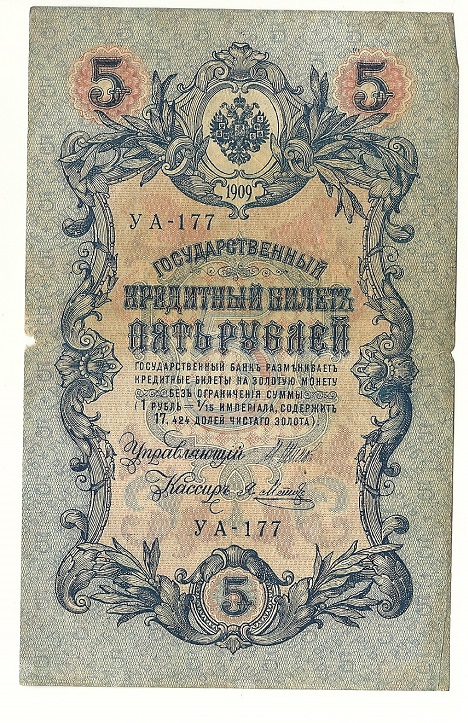 5 5
1909
УА-177
ГОСУДАРСТВЕННЫЙ
КРЕДИТНЫЙ БИЛЕТЪ
ПЯТЬ РУБЛЕЙ
ГОСУДАРСТВЕННЫЙ БАНКЪ РАЗМѢНИВАЕТЪ
КРЕДИТНЫЕ БИЛЕТЫ НА ЗОЛОТУЮ МОНЕТУ
БЕЗЪ ОГРАНИЧЕНІЯ СУММЫ
(1 РУБЛЬ = 1/15 ИМПЕРІАЛА, СОДЕРЖИТЪ
17,424 ДОЛЕЙ ЧИСТАГО ЗОЛОТА).
Управляющий
Кассиръ
УА-177
5